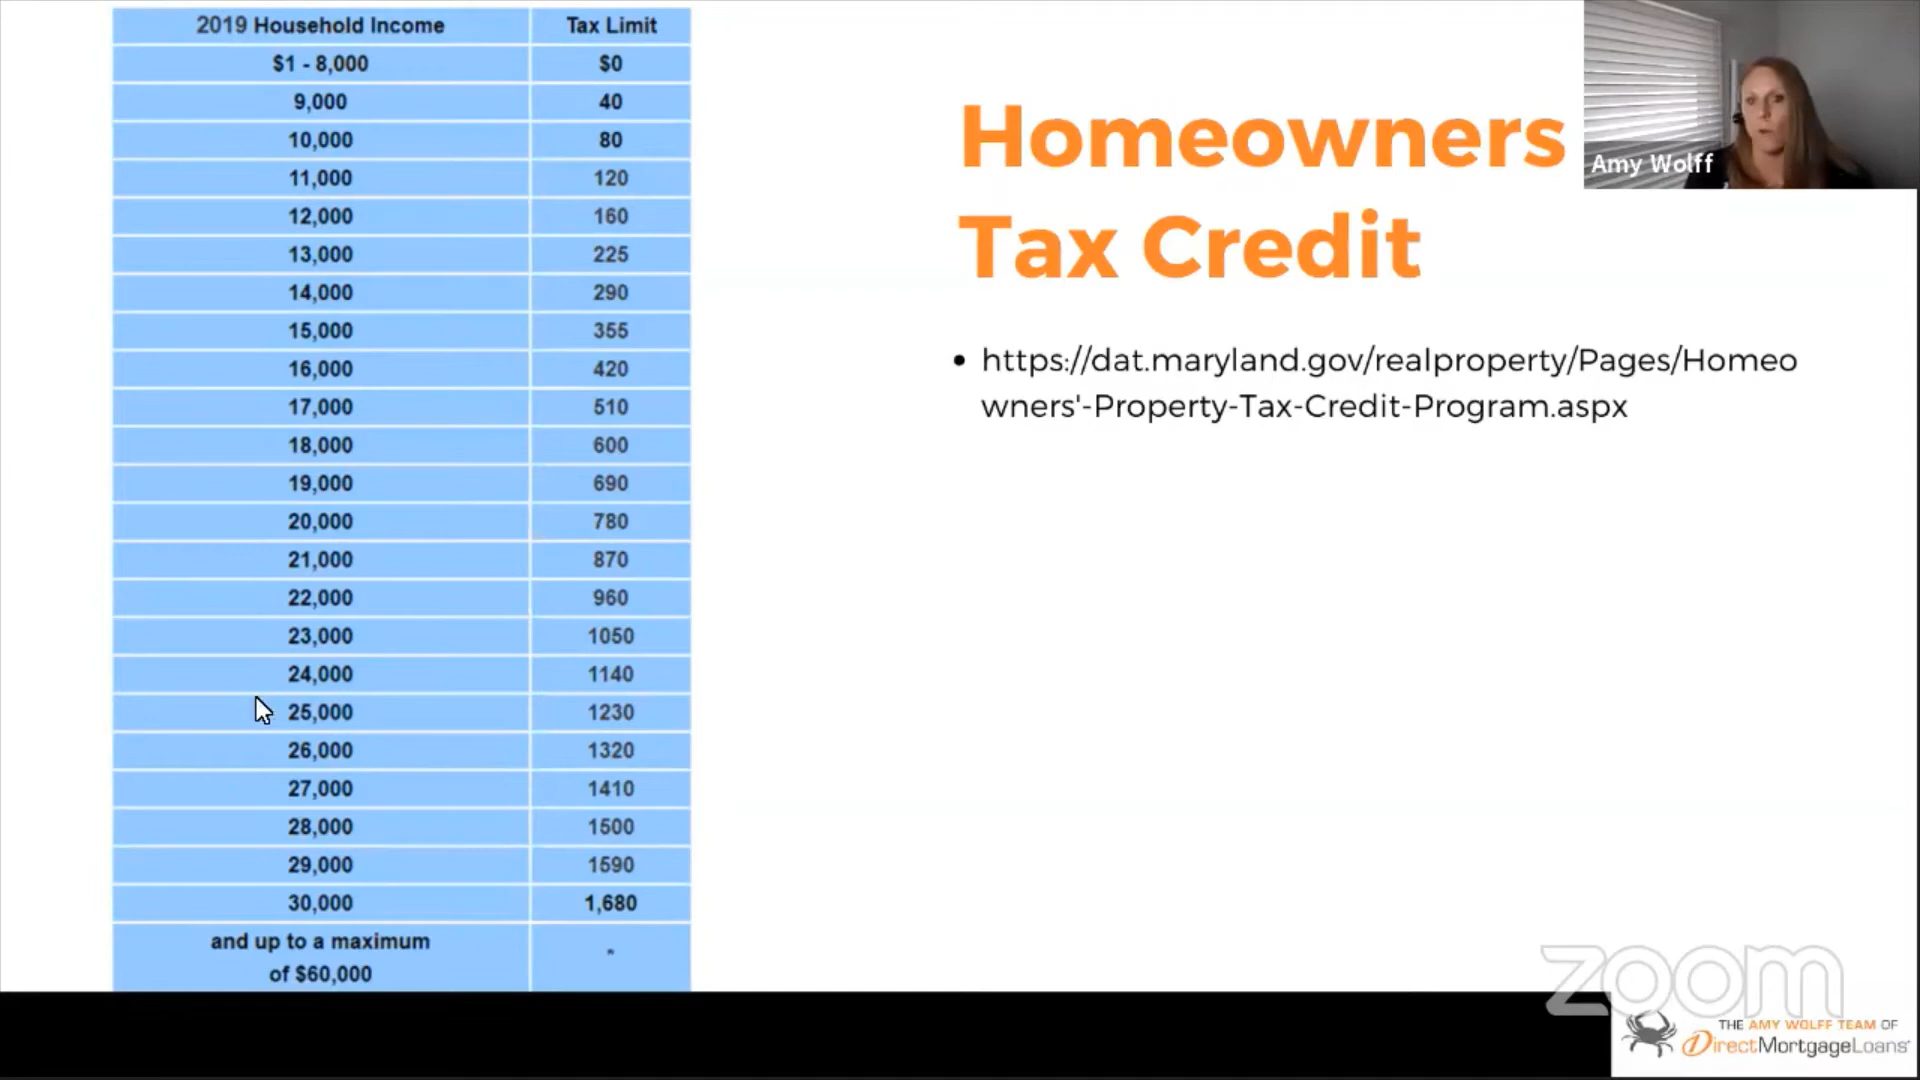 2019 Household Income Tax Limit
$1 - 8,000 $0
9,000 40
10,000 80
11,000 120
12,000 160
13,000 225
14,000 290
15,000 355
16,000 420
17,000 510
18,000 600
19,000 690
20,000 780
21,000 870
22,000 960
23,000 1050
24,000 1140
25,000 1230
26,000 1320
27,000 1410
28,000 1500
29,000 1590
30,000 1,680
and up to a maximum
of $60,000
Homeowners
Tax Credit
• https://dat.maryland.gov/realproperty/Pages/Homeo
wners'-Property-Tax-Credit-Program.aspx
Amy Wolff
zoom
THE AMY WOLFF TEAM OF
DirectMortgageLoans